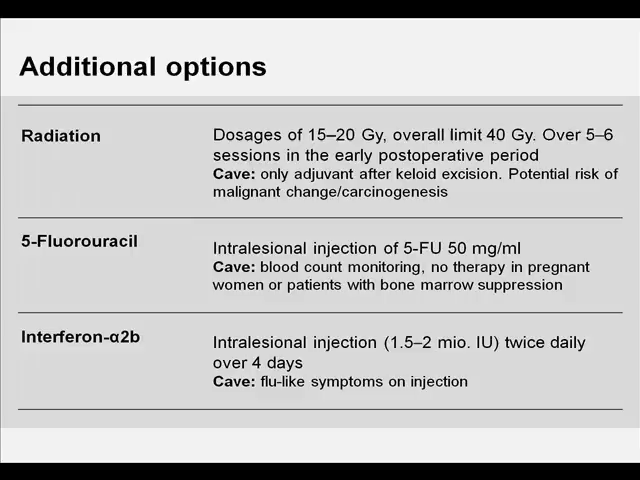 Additional options
Radiation
Dosages of 15–20 Gy, overall limit 40 Gy. Over 5–6
sessions in the early postoperative period
Cave: only adjuvant after keloid excision. Potential risk of
malignant change/carcinogenesis
5-Fluorouracil
Intralesional injection of 5-FU 50 mg/ml
Cave: blood count monitoring, no therapy in pregnant
women or patients with bone marrow suppression
Interferon-α2b
Intralesional injection (1.5–2 mio. IU) twice daily
over 4 days
Cave: flu-like symptoms on injection